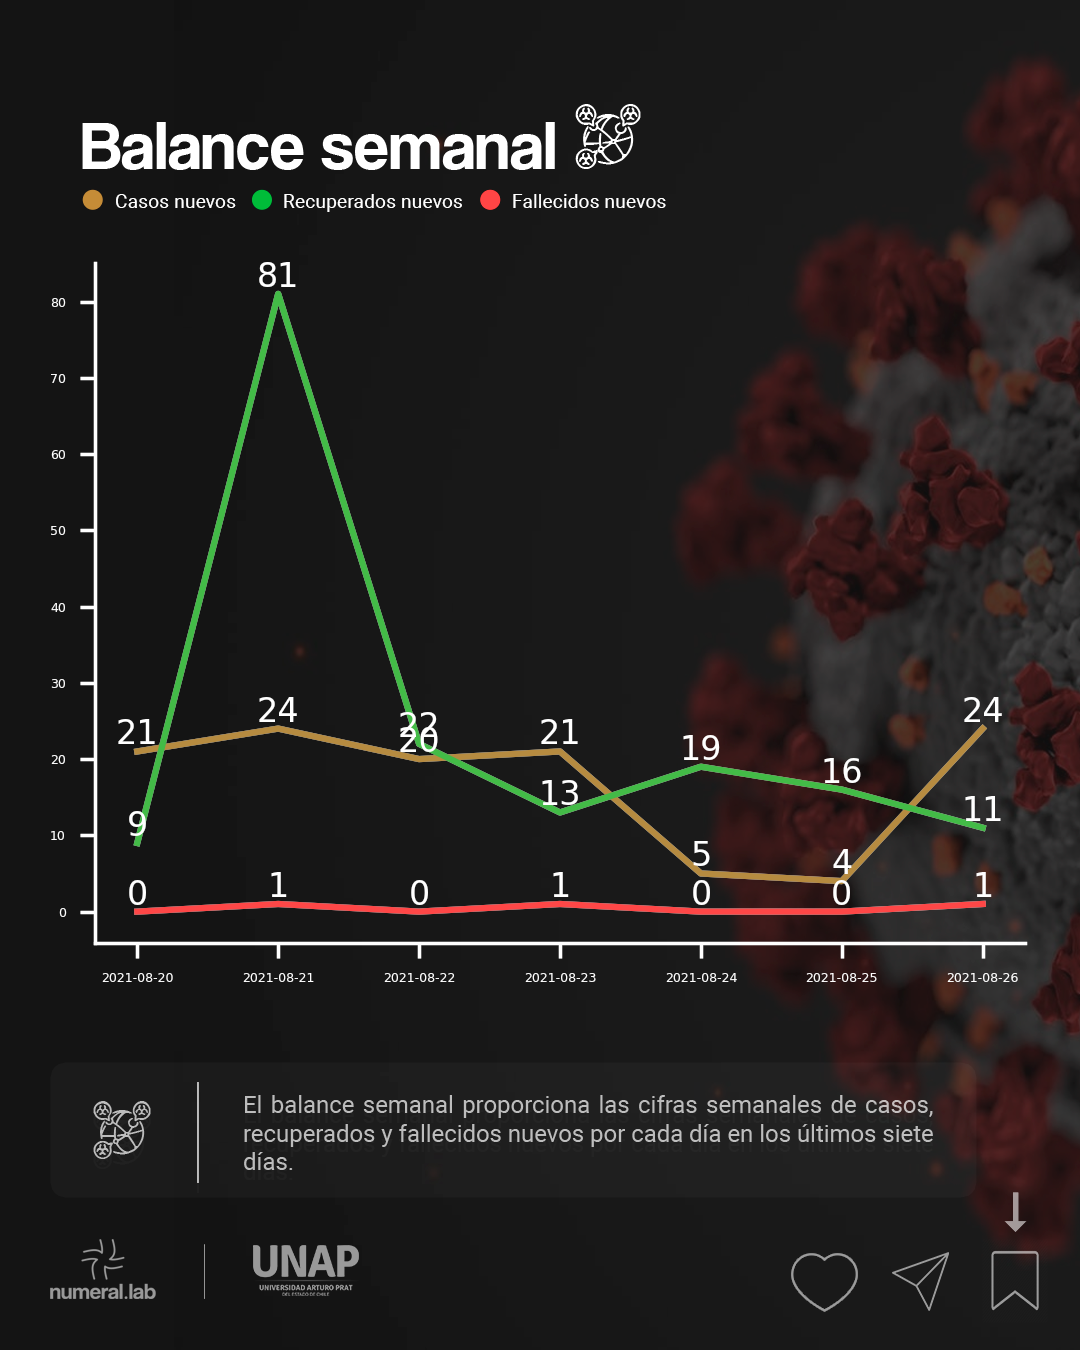 Balance semanal
Casos nuevos Recuperados nuevos Fallecidos nuevos
81
80
70
60
50
40
30
24 24
21 22 21
20 20
19
16
13
11
9
10
5 4
0 1 0 1 0 0 1
0
2021-08-20 2021-08-21 2021-08-22 2021-08-23 2021-08-24 2021-08-25 2021-08-26
El balance semanal proporciona las cifras semanales de casos,
recuperados y fallecidos nuevos por cada día en los últimos siete
días.
numeral.lab
UNAP
UNIVERSIDAD ARTURO PRAT
DEL ESTADO DE CHILE